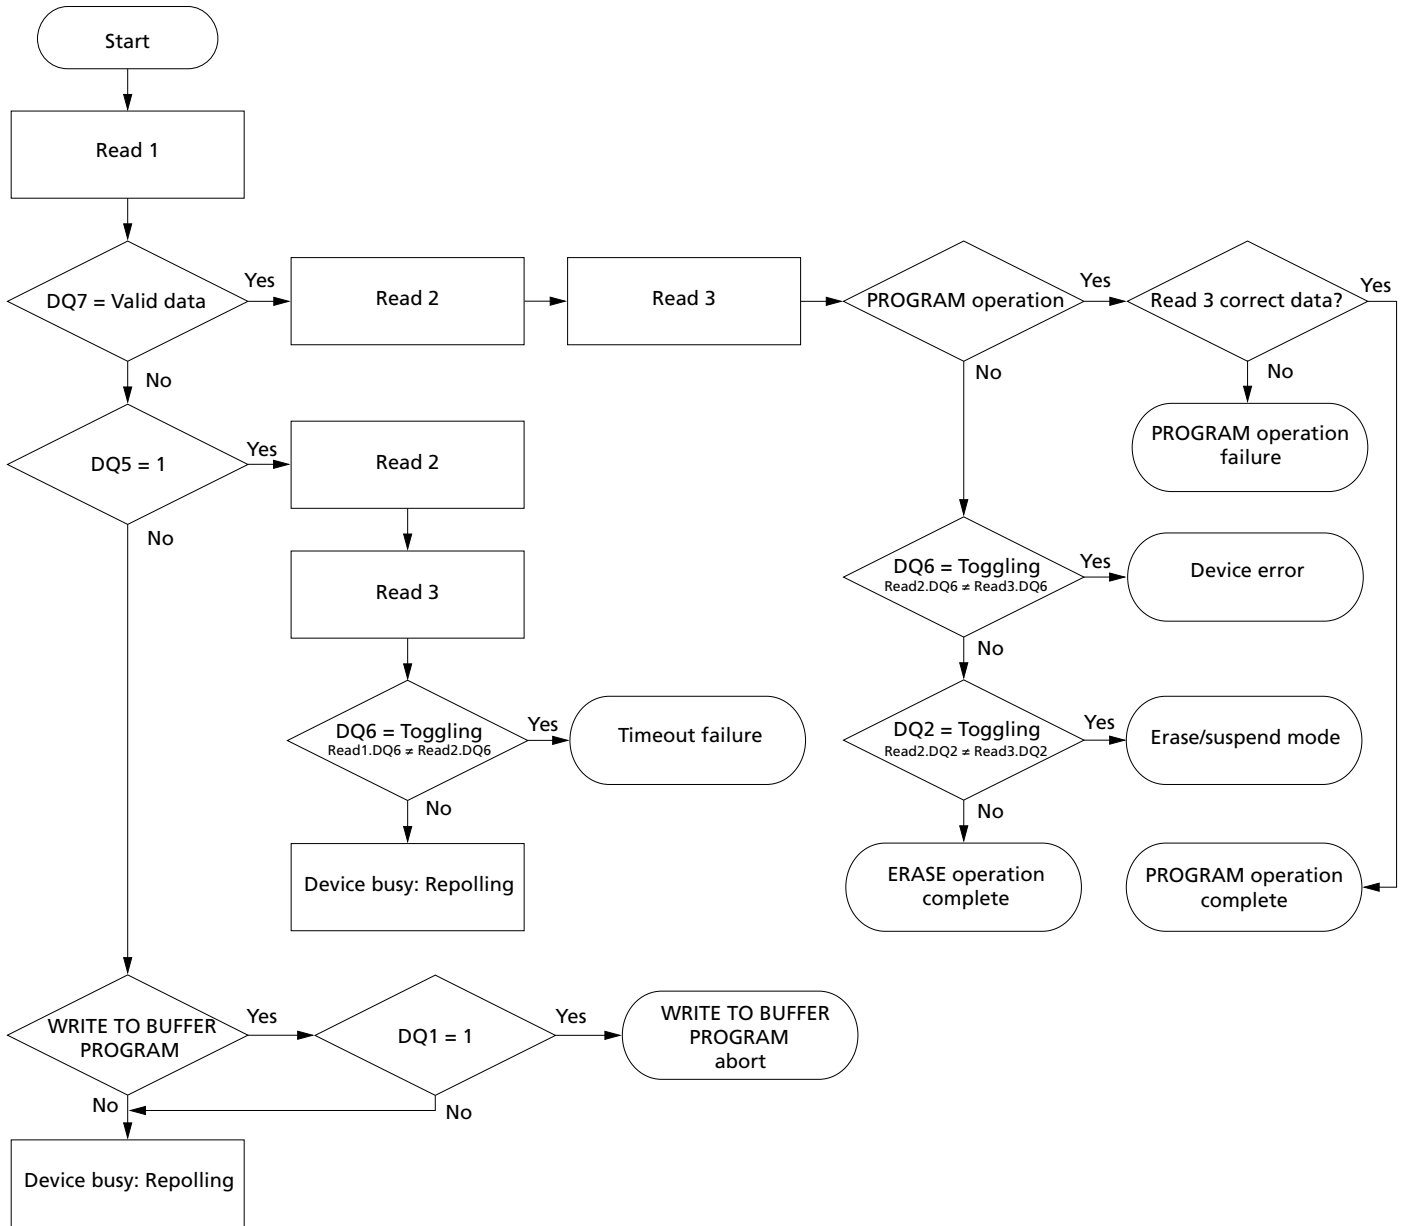 Start
Read 1
DQ7 = Valid data
Yes
No
Read 2
Read 3
PROGRAM operation
Yes
No
Read 3 correct data?
Yes
No
PROGRAM operation
failure
DQ5 = 1
Yes
No
Read 2
Read 3
DQ6 = Toggling
Read1.DQ6 ≠ Read2.DQ6
Yes
No
Timeout failure
Device busy: Repolling
DQ6 = Toggling
Read2.DQ6 ≠ Read3.DQ6
Yes
No
Device error
DQ2 = Toggling
Read2.DQ2 ≠ Read3.DQ2
Yes
No
Erase/suspend mode
ERASE operation
complete
PROGRAM operation
complete
WRITE TO BUFFER
PROGRAM
Yes
No
DQ1 = 1
Yes
No
WRITE TO BUFFER
PROGRAM
abort
Device busy: Repolling